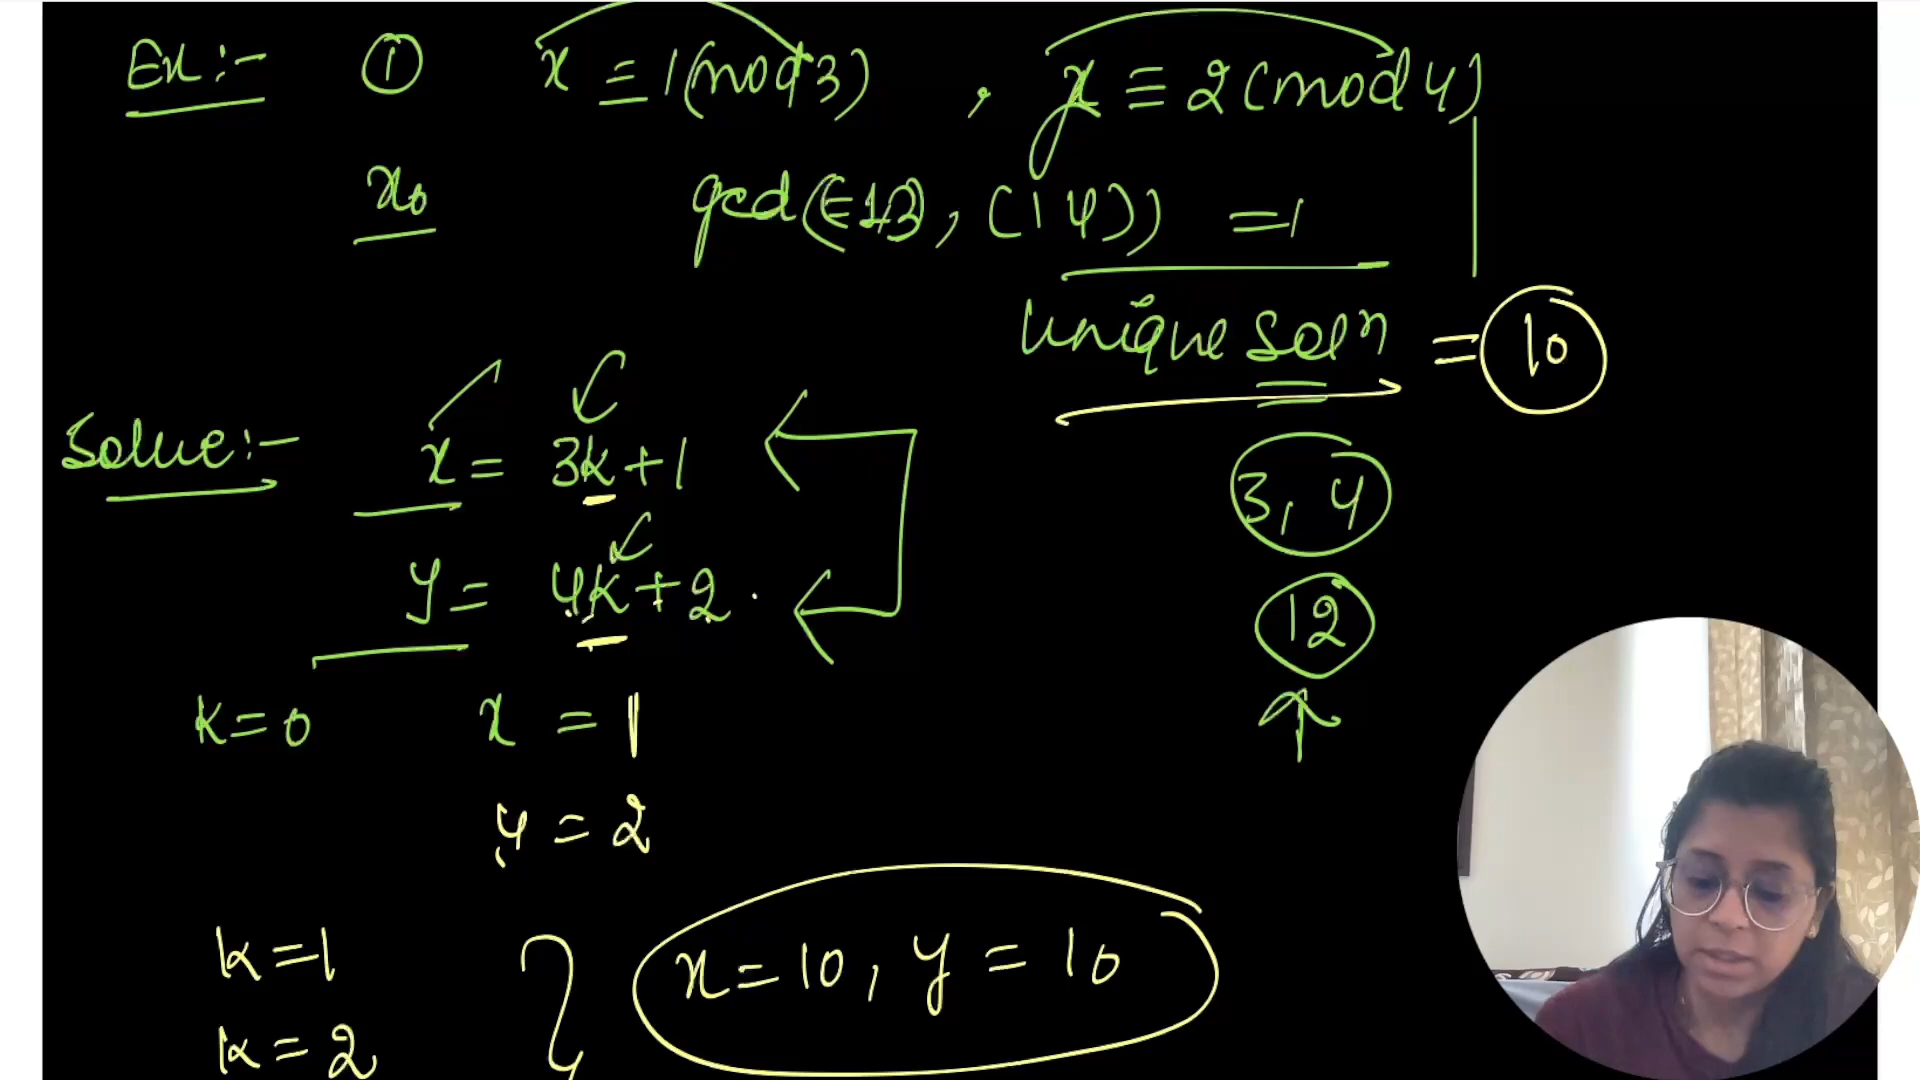 Ex:- ① x ≡ 1(mod 3) , y ≡ 2(mod 4)
x₀ gcd( 3), (1 4)) = 1
Unique Soln = 10
Solve:- x = 3k+1
3, 4
y = 4k+2.
12
k=0 x = 1
y = 2
k=1
x=10, y = 10
k=2